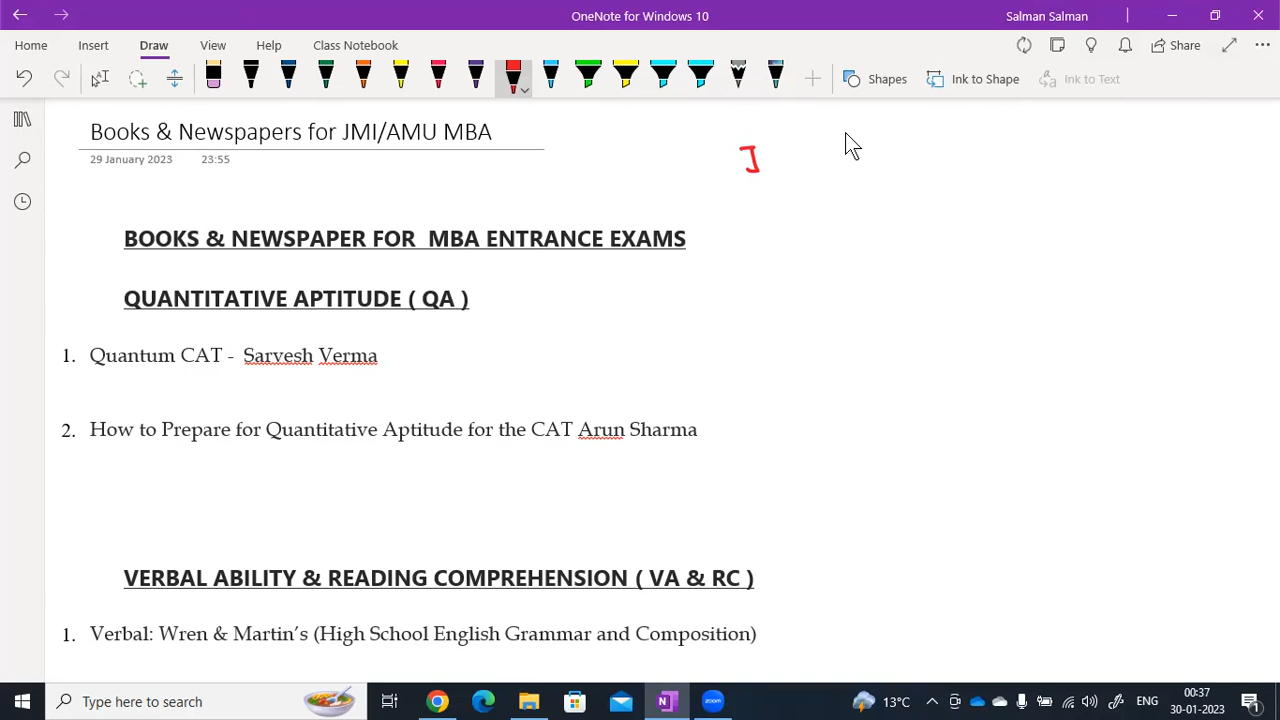 OneNote for Windows 10
Salman Salman
Home Insert Draw View Help Class Notebook
Share
Shapes
Ink to Shape
Ink to Text
Books & Newspapers for JMI/AMU MBA
29 January 2023 23:55
J
BOOKS & NEWSPAPER FOR MBA ENTRANCE EXAMS
QUANTITATIVE APTITUDE ( QA )
1. Quantum CAT - Sarvesh Verma
2. How to Prepare for Quantitative Aptitude for the CAT Arun Sharma
VERBAL ABILITY & READING COMPREHENSION ( VA & RC )
1. Verbal: Wren & Martin's (High School English Grammar and Composition)
Type here to search
zoom
13°C
ENG
00:37
30-01-2023
1